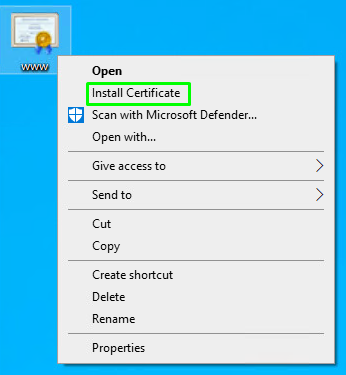 www
Open
Install Certificate
Scan with Microsoft Defender...
Open with...
Give access to
Send to
Cut
Copy
Create shortcut
Delete
Rename
Properties